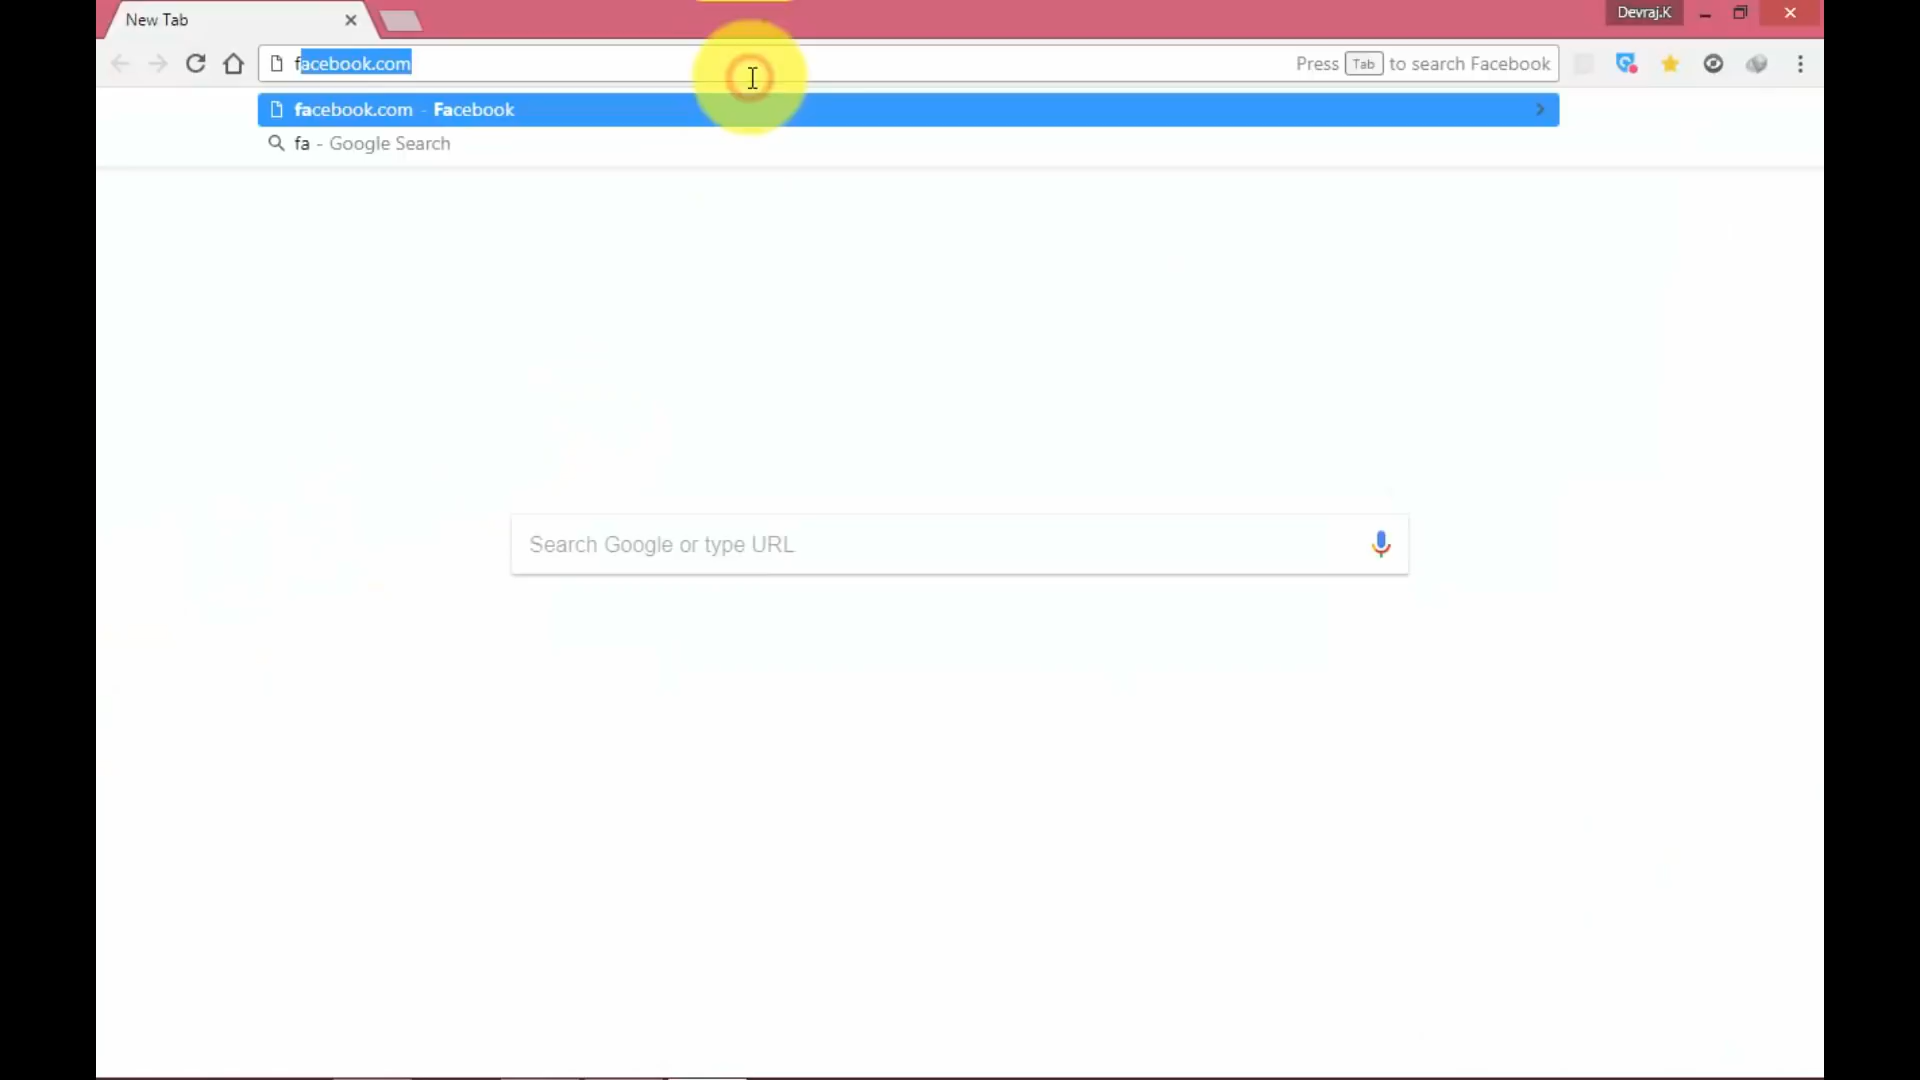 New Tab
Devraj.K
facebook.com
Press Tab to search Facebook
facebook.com - Facebook
fa - Google Search
Search Google or type URL